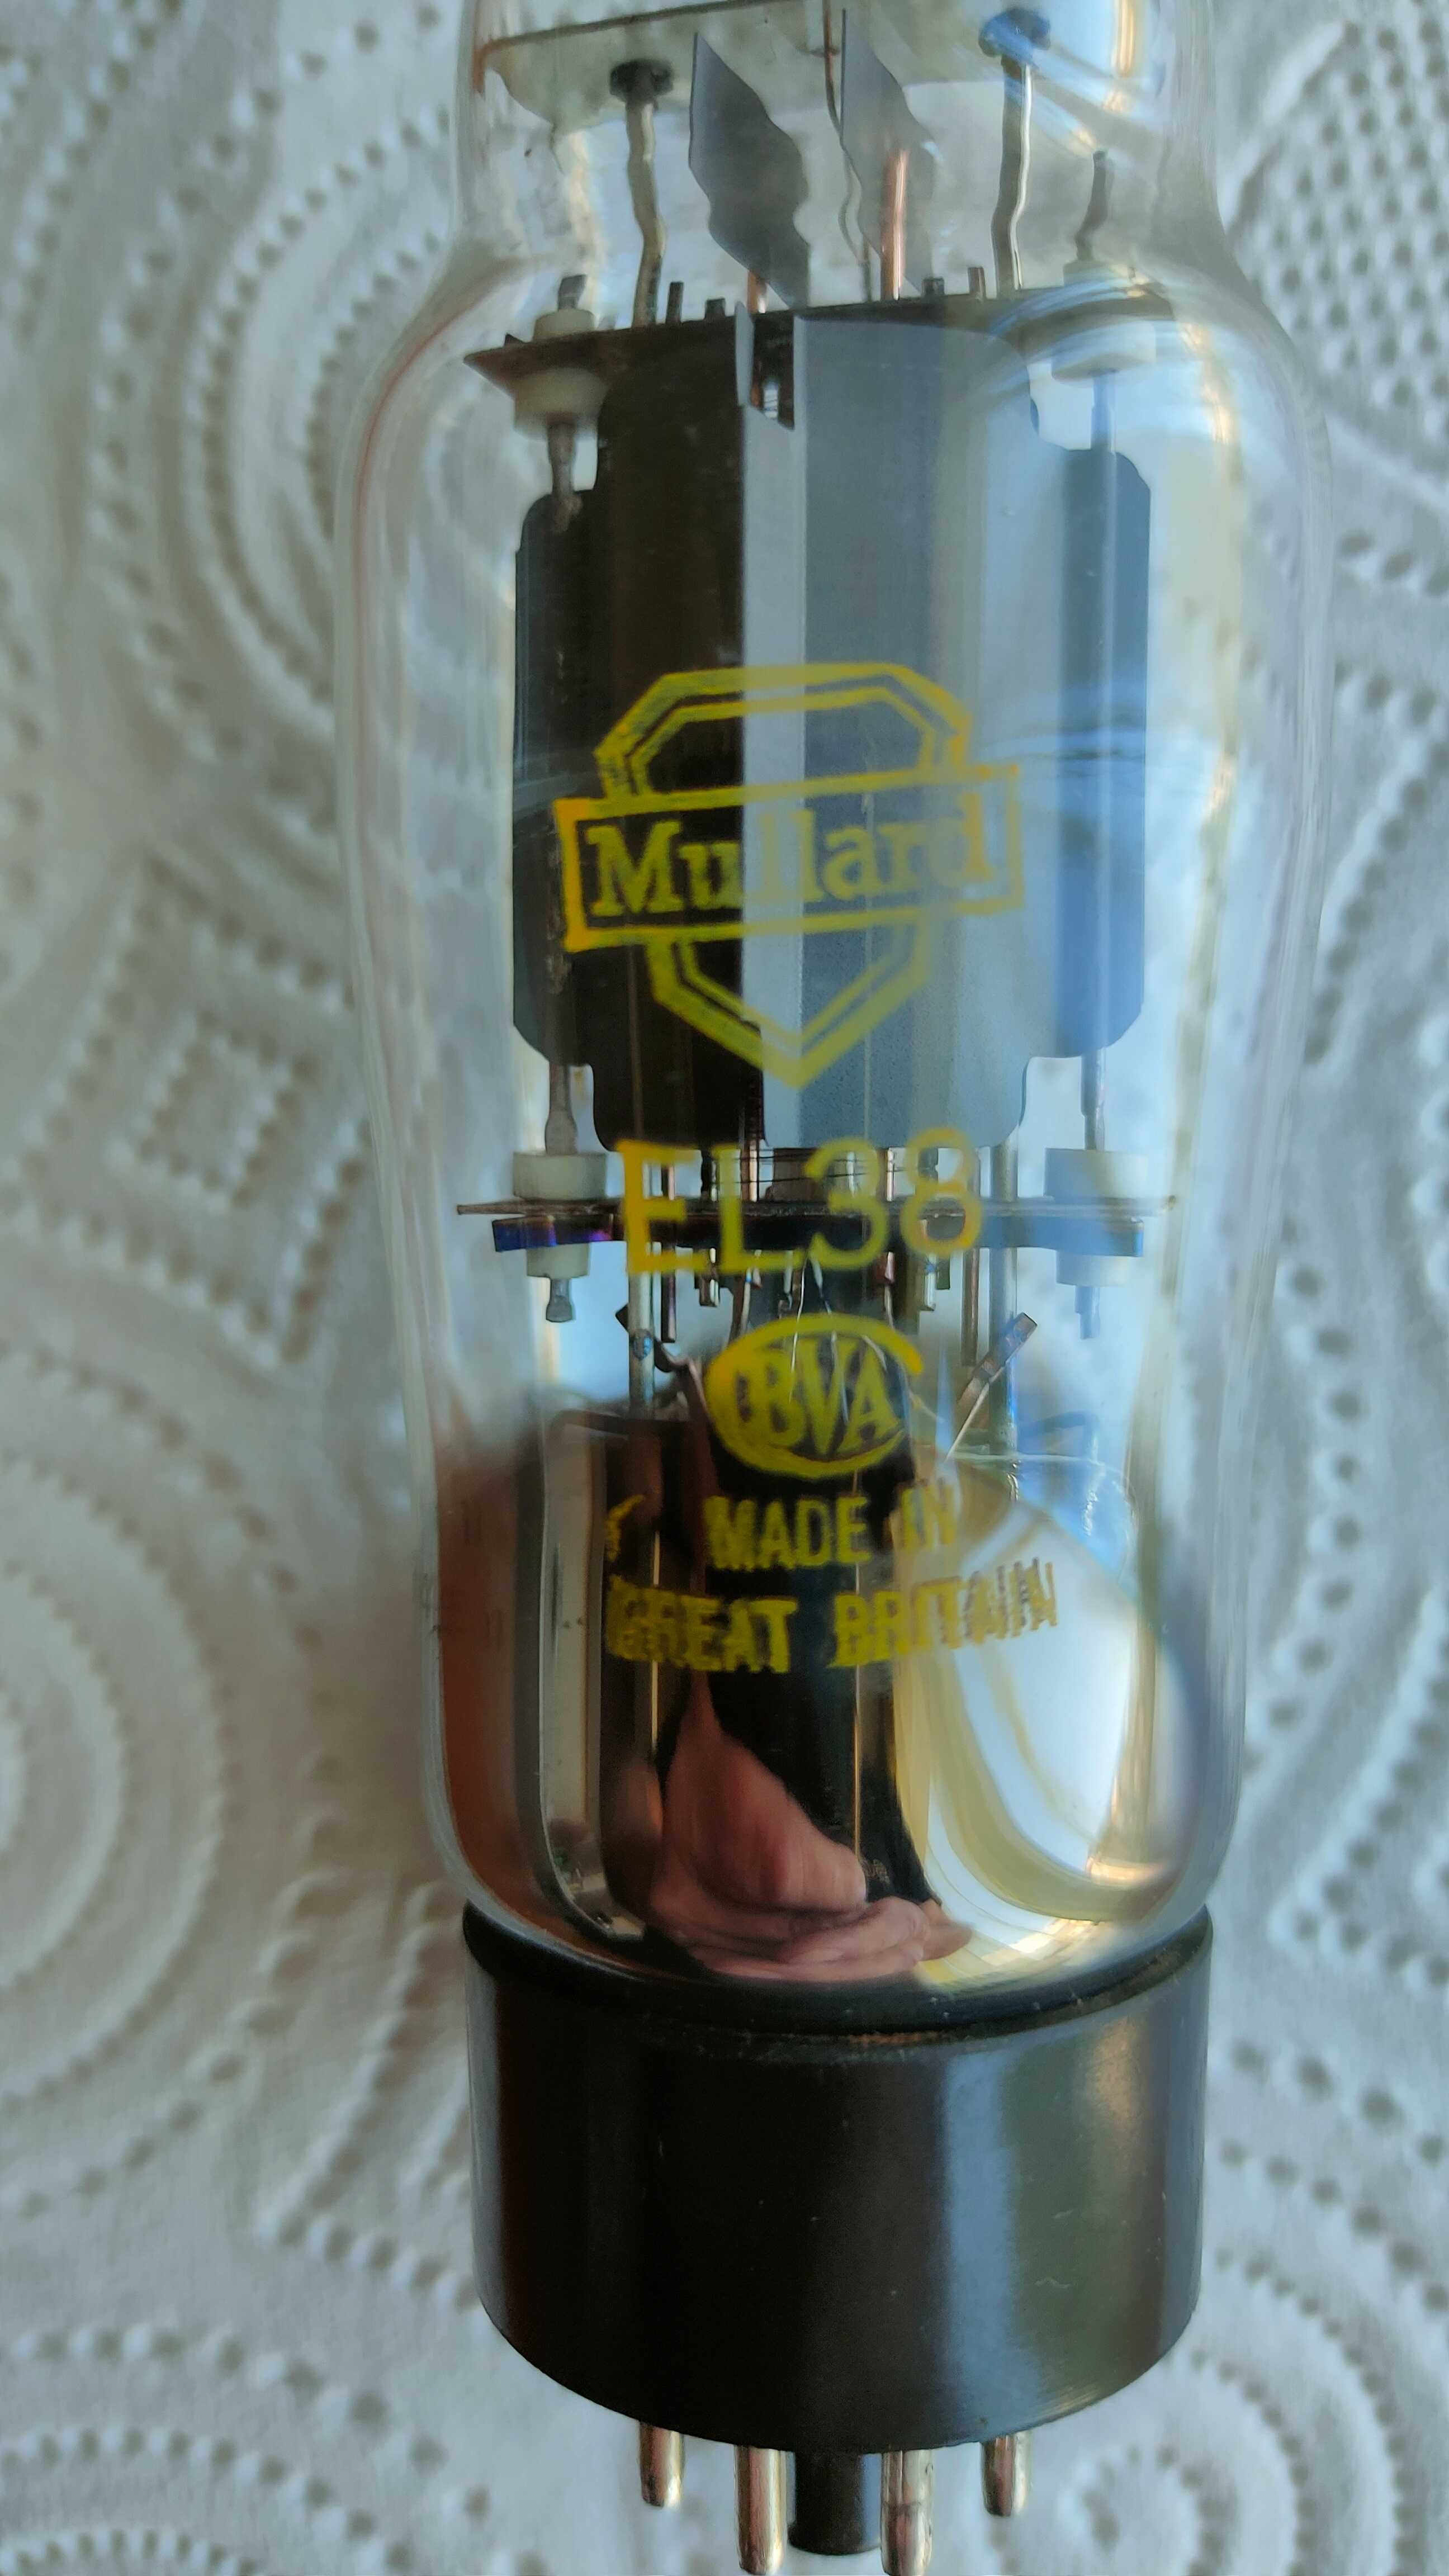 Mullard
EL38
BVA
MADE IN
GREAT BRITAIN